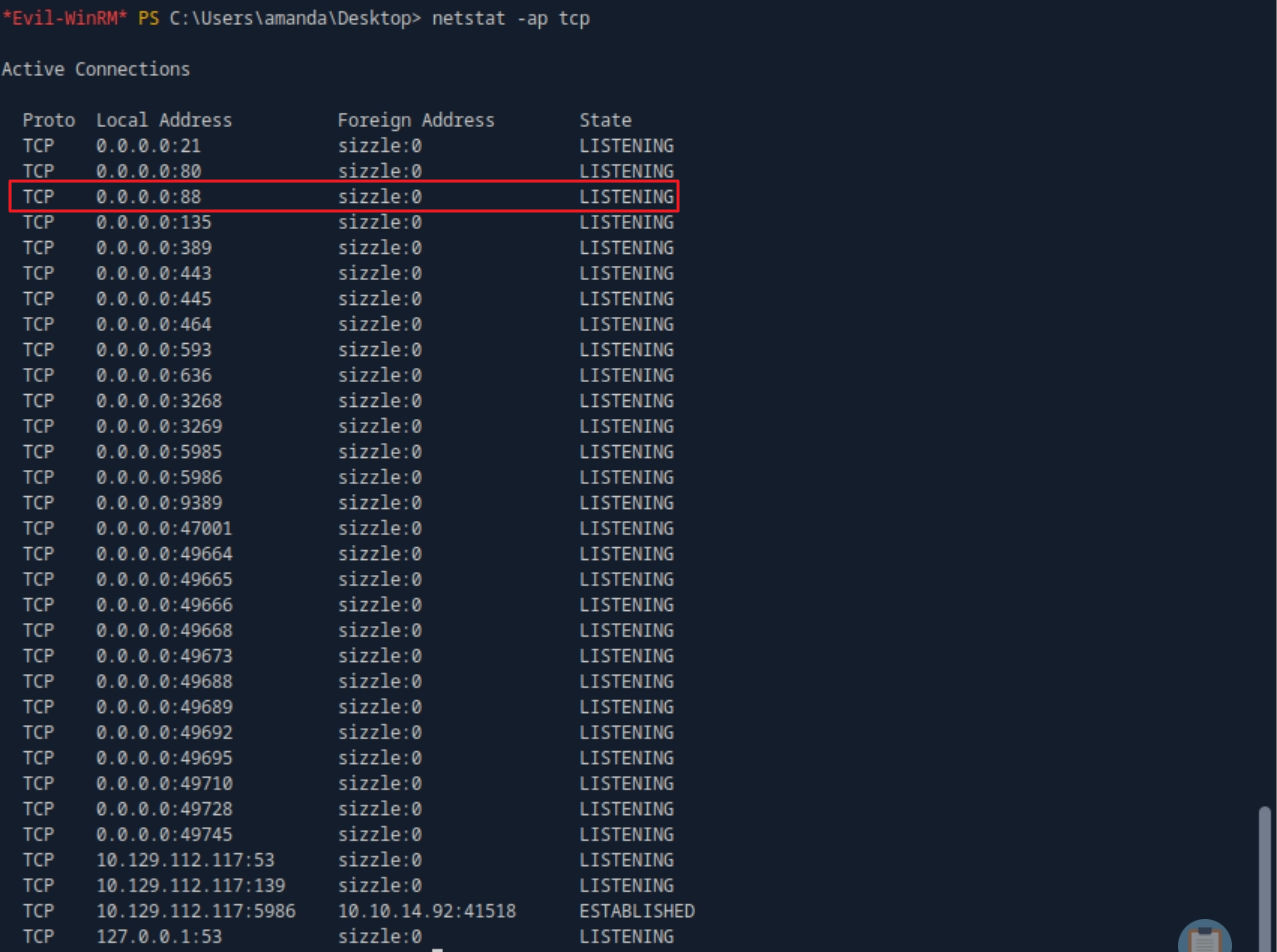 *Evil-WinRM* PS C:\Users\amanda\Desktop> netstat -ap tcp
Active Connections
Proto  Local Address          Foreign Address        State
TCP    0.0.0.0:21             sizzle:0               LISTENING
TCP    0.0.0.0:80             sizzle:0               LISTENING
TCP    0.0.0.0:88             sizzle:0               LISTENING
TCP    0.0.0.0:135            sizzle:0               LISTENING
TCP    0.0.0.0:389            sizzle:0               LISTENING
TCP    0.0.0.0:443            sizzle:0               LISTENING
TCP    0.0.0.0:445            sizzle:0               LISTENING
TCP    0.0.0.0:464            sizzle:0               LISTENING
TCP    0.0.0.0:593            sizzle:0               LISTENING
TCP    0.0.0.0:636            sizzle:0               LISTENING
TCP    0.0.0.0:3268           sizzle:0               LISTENING
TCP    0.0.0.0:3269           sizzle:0               LISTENING
TCP    0.0.0.0:5985           sizzle:0               LISTENING
TCP    0.0.0.0:5986           sizzle:0               LISTENING
TCP    0.0.0.0:9389           sizzle:0               LISTENING
TCP    0.0.0.0:47001          sizzle:0               LISTENING
TCP    0.0.0.0:49664          sizzle:0               LISTENING
TCP    0.0.0.0:49665          sizzle:0               LISTENING
TCP    0.0.0.0:49666          sizzle:0               LISTENING
TCP    0.0.0.0:49668          sizzle:0               LISTENING
TCP    0.0.0.0:49673          sizzle:0               LISTENING
TCP    0.0.0.0:49688          sizzle:0               LISTENING
TCP    0.0.0.0:49689          sizzle:0               LISTENING
TCP    0.0.0.0:49692          sizzle:0               LISTENING
TCP    0.0.0.0:49695          sizzle:0               LISTENING
TCP    0.0.0.0:49710          sizzle:0               LISTENING
TCP    0.0.0.0:49728          sizzle:0               LISTENING
TCP    0.0.0.0:49745          sizzle:0               LISTENING
TCP    10.129.112.117:53      sizzle:0               LISTENING
TCP    10.129.112.117:139     sizzle:0               LISTENING
TCP    10.129.112.117:5986    10.10.14.92:41518      ESTABLISHED
TCP    127.0.0.1:53           sizzle:0               LISTENING